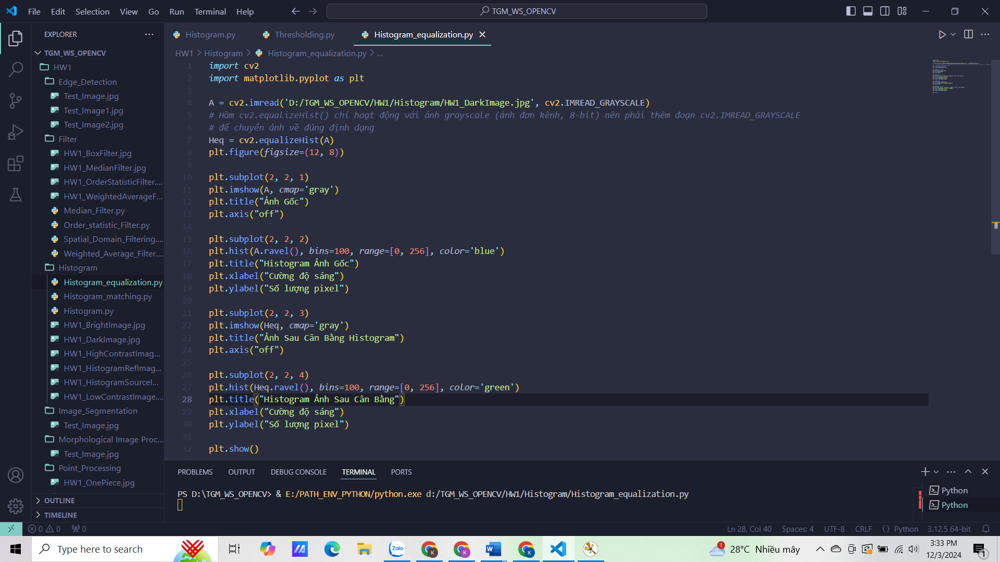 File Edit Selection View Go Run Terminal Help
TGM_WS_OPENCV
EXPLORER
TGM_WS_OPENCV
HW1
Edge_Detection
Test_Image.jpg
Test_Image1.jpg
Test_Image2.jpg
Filter
HW1_BoxFilter.jpg
HW1_MedianFilter.jpg
HW1_OrderStatisticFilter....
HW1_WeightedAverageF...
Median_Filter.py
Order_statistic_Filter.py
Spatial_Domain_Filtering....
Weighted_Average_Filter....
Histogram
Histogram_equalization.py
Histogram_matching.py
Histogram.py
HW1_BrightImage.jpg
HW1_DarkImage.jpg
HW1_HighContrastImag...
HW1_HistogramRefImag...
HW1_HistogramSourceI...
HW1_LowContrastImage....
Image_Segmentation
Test_Image.jpg
Morphological Image Proc...
Test_Image.jpg
Point_Processing
HW1_OnePiece.jpg
OUTLINE
TIMELINE
Histogram.py Thresholding.py Histogram_equalization.py
HW1 > Histogram > Histogram_equalization.py > ...
1 import cv2
2 import matplotlib.pyplot as plt
3
4 A = cv2.imread('D:/TGM_WS_OPENCV/HW1/Histogram/HW1_DarkImage.jpg', cv2.IMREAD_GRAYSCALE)
5 # Hàm cv2.equalizeHist() chỉ hoạt động với ảnh grayscale (ảnh đơn kênh, 8-bit) nên phải thêm đoạn cv2.IMREAD_GRAYSCALE
6 # để chuyển ảnh về đúng định dạng
7 Heq = cv2.equalizeHist(A)
8 plt.figure(figsize=(12, 8))
9
10 plt.subplot(2, 2, 1)
11 plt.imshow(A, cmap='gray')
12 plt.title("Ảnh Gốc")
13 plt.axis("off")
14
15 plt.subplot(2, 2, 2)
16 plt.hist(A.ravel(), bins=100, range=[0, 256], color='blue')
17 plt.title("Histogram Ảnh Gốc")
18 plt.xlabel("Cường độ sáng")
19 plt.ylabel("Số lượng pixel")
20
21 plt.subplot(2, 2, 3)
22 plt.imshow(Heq, cmap='gray')
23 plt.title("Ảnh Sau Cân Bằng Histogram")
24 plt.axis("off")
25
26 plt.subplot(2, 2, 4)
27 plt.hist(Heq.ravel(), bins=100, range=[0, 256], color='green')
28 plt.title("Histogram Ảnh Sau Cân Bằng")
29 plt.xlabel("Cường độ sáng")
30 plt.ylabel("Số lượng pixel")
31
32 plt.show()
PROBLEMS OUTPUT DEBUG CONSOLE TERMINAL PORTS
PS D:\TGM_WS_OPENCV> & E:/PATH_ENV_PYTHON/python.exe d:/TGM_WS_OPENCV/HW1/Histogram/Histogram_equalization.py
Python
Python
0 0 0 Ln 28, Col 40 Spaces: 4 UTF-8 CRLF {} Python 3.12.5 64-bit
Type here to search
Zalo
K
K
W
K
1
28°C Nhiều mây
3:33 PM
12/3/2024
1